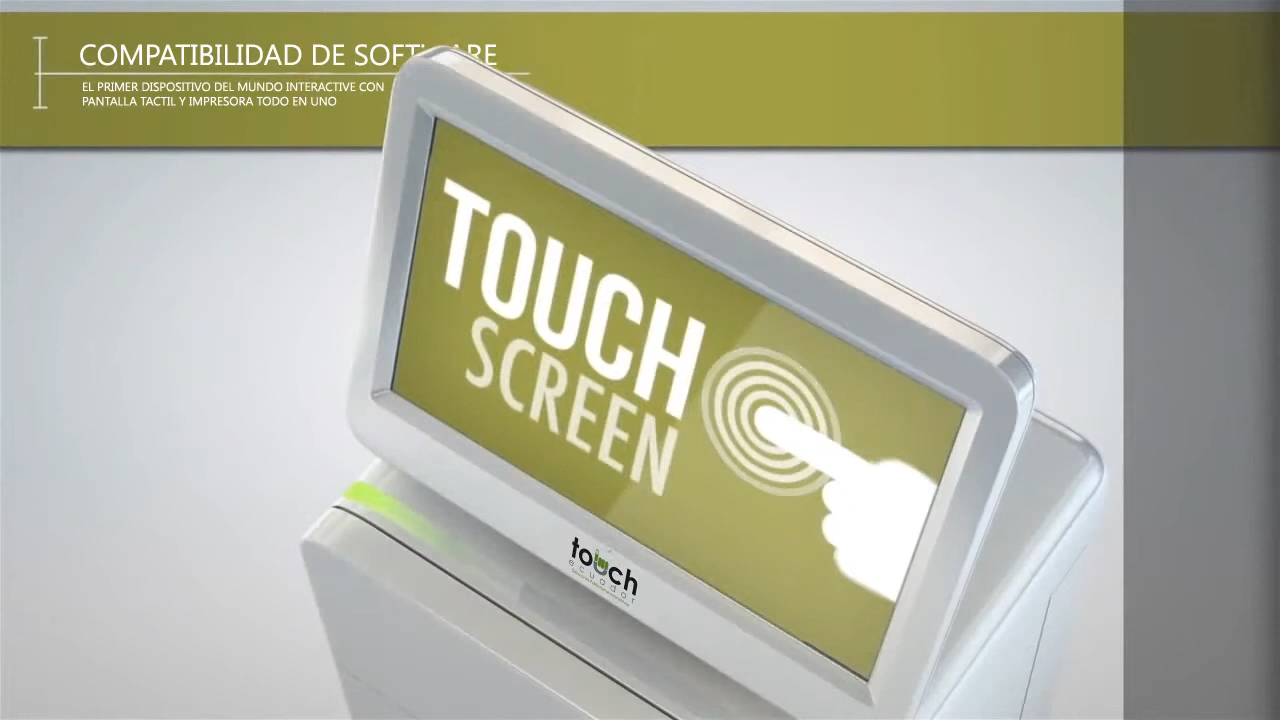 COMPATIBILIDAD DE SOFTWARE
EL PRIMER DISPOSITIVO DEL MUNDO INTERACTIVE CON
PANTALLA TACTIL Y IMPRESORA TODO EN UNO
TOUCH
SCREEN
touch
ecuador